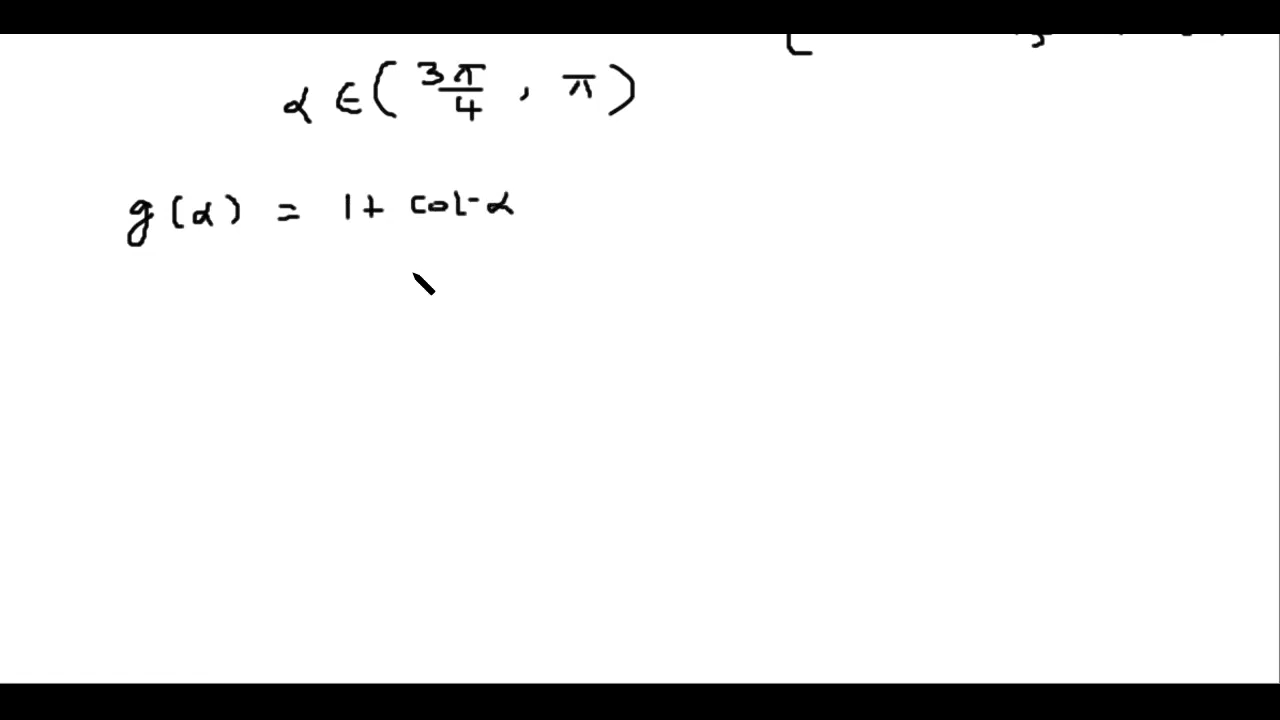 α ∈ ( 3π/4 , π )
g(α) = 1 + cot α